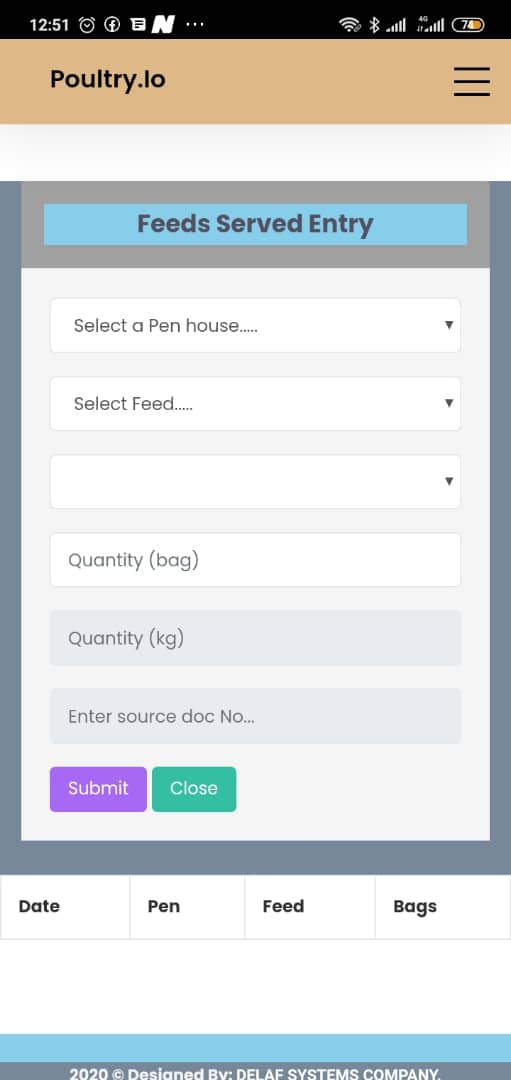 12:51
4G
74
Poultry.Io
Feeds Served Entry
Select a Pen house.....
Select Feed.....
Quantity (bag)
Quantity (kg)
Enter source doc No...
Submit Close
Date Pen Feed Bags
2020 © Designed By: DELAF SYSTEMS COMPANY.